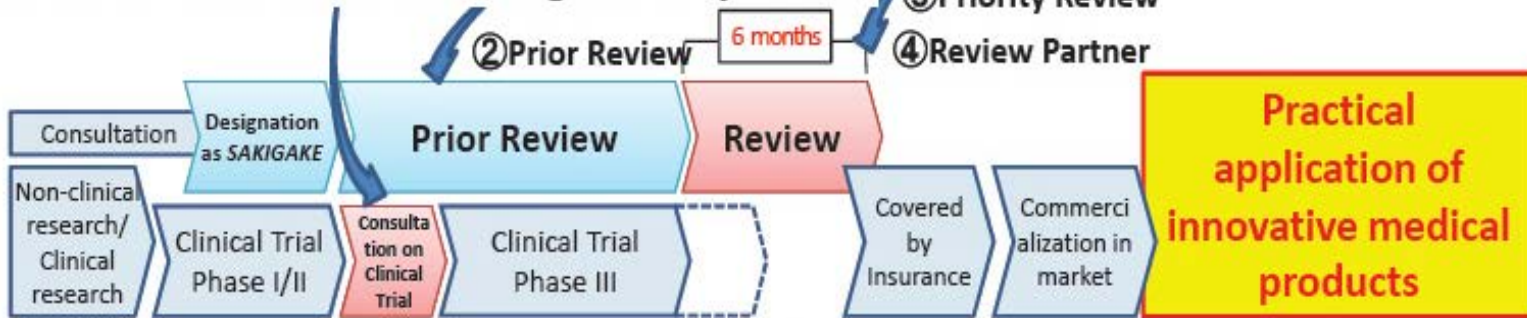 ②Prior Review
6 months
Priority Review
④Review Partner
Consultation
Designation
as SAKIGAKE
Prior Review
Review
Practical
application of
innovative medical
products
Non-clinical
research/
Clinical
research
Clinical Trial
Phase I/II
Consulta
tion on
Clinical
Trial
Clinical Trial
Phase III
Covered
by
Insurance
Commerci
alization in
market